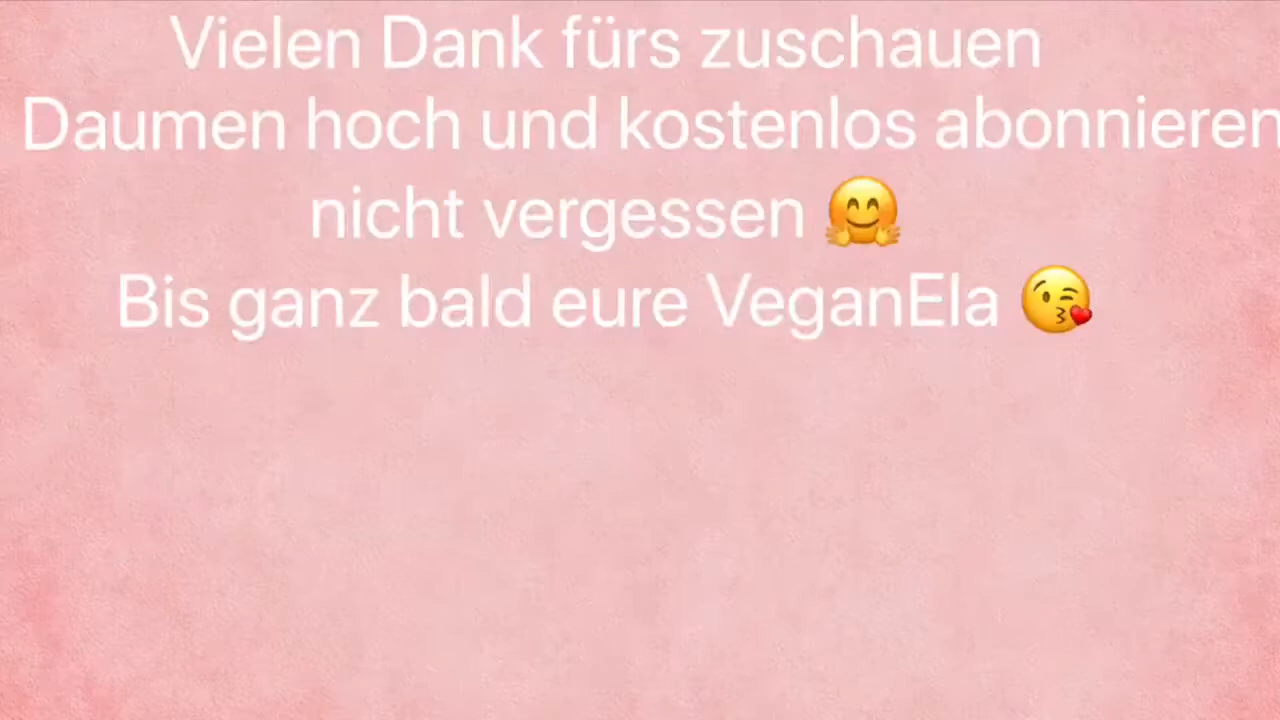 Vielen Dank fürs zuschauen
Daumen hoch und kostenlos abonnieren
nicht vergessen 🤗
Bis ganz bald eure VeganEla 😘